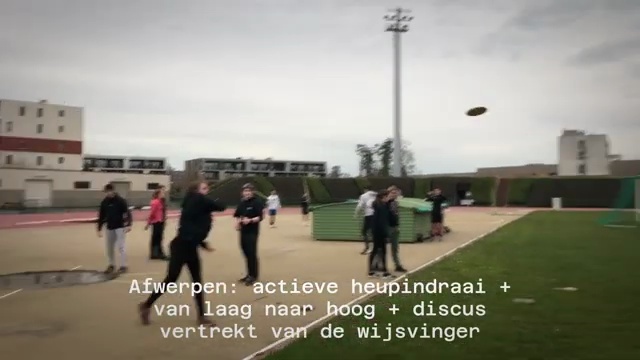 Afwerpen: actieve heupindraai +
van laag naar hoog + discus
vertrekt van de wijsvinger